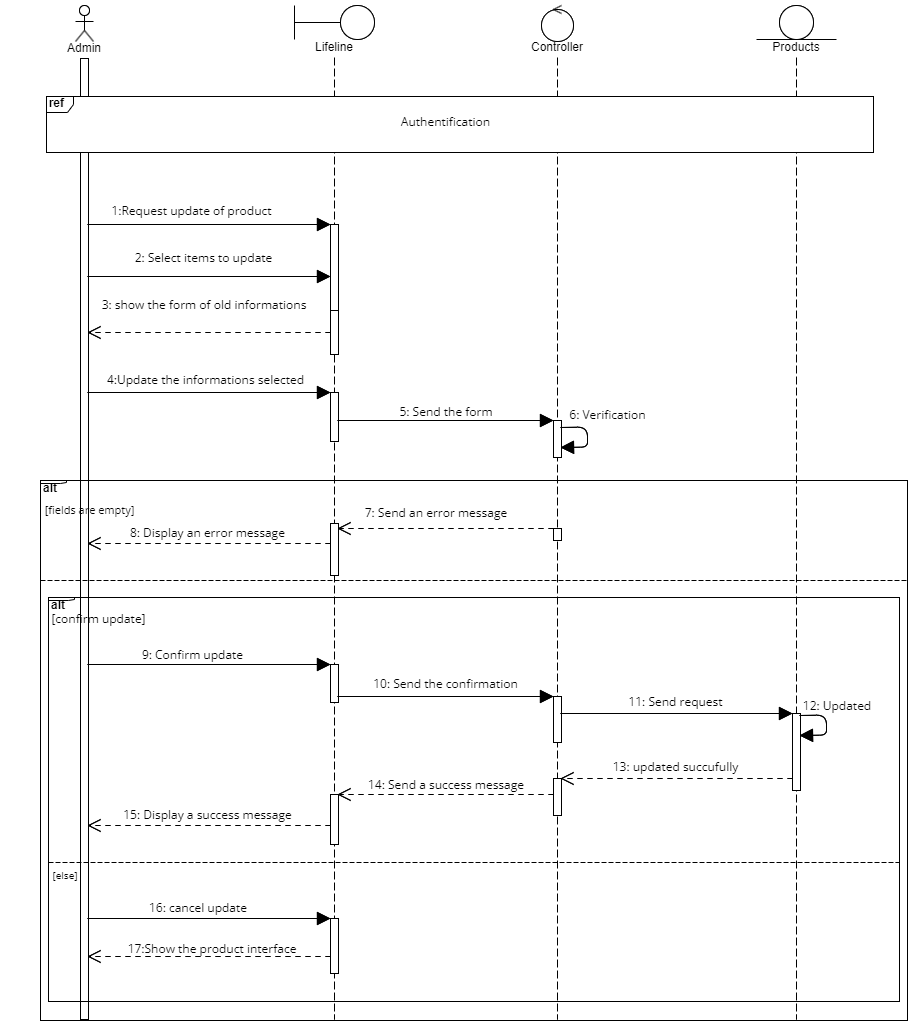 Admin
Lifeline
Controller
Products
ref
Authentification
1:Request update of product
2: Select items to update
3: show the form of old informations
4:Update the informations selected
5: Send the form
6: Verification
alt
[fields are empty]
7: Send an error message
8: Display an error message
alt
[confirm update]
9: Confirm update
10: Send the confirmation
11: Send request
12: Updated
13: updated succufully
14: Send a success message
15: Display a success message
[else]
16: cancel update
17:Show the product interface